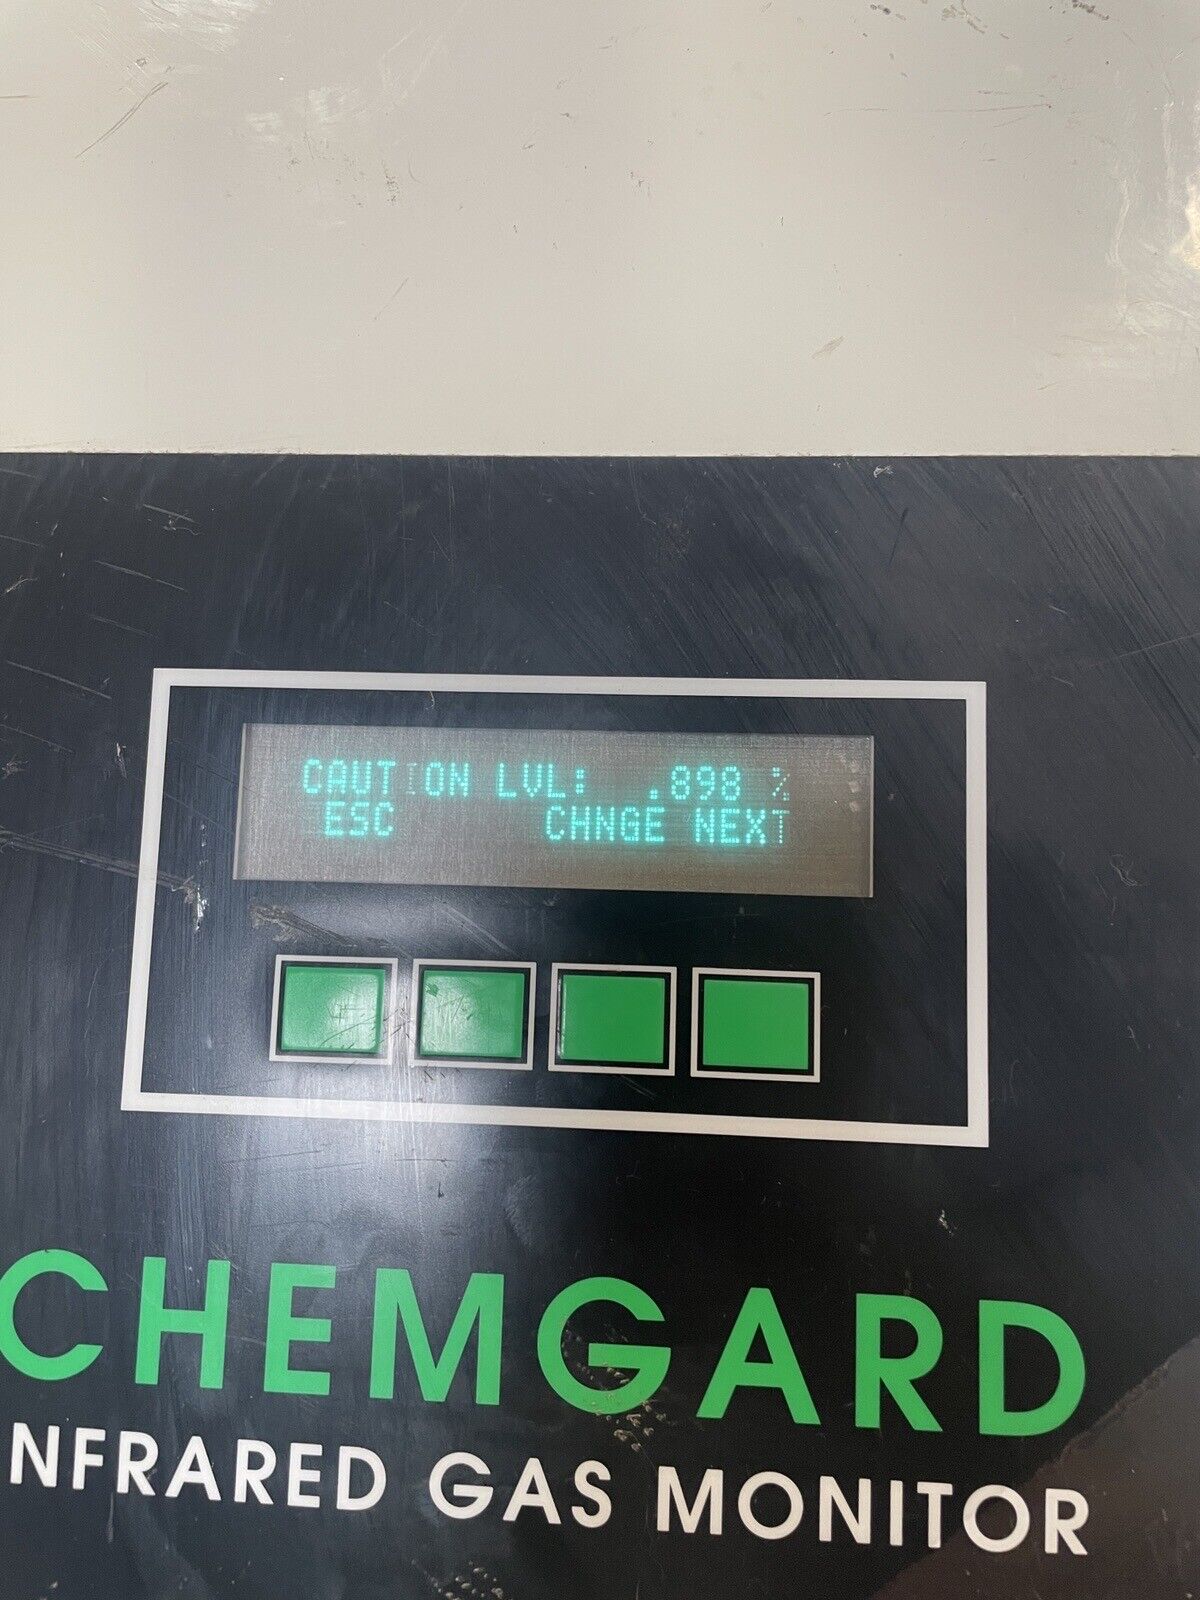 CAUTION LVL: .898 %
ESC CHNGE NEXT
CHEMGARD
NFRARED GAS MONITOR